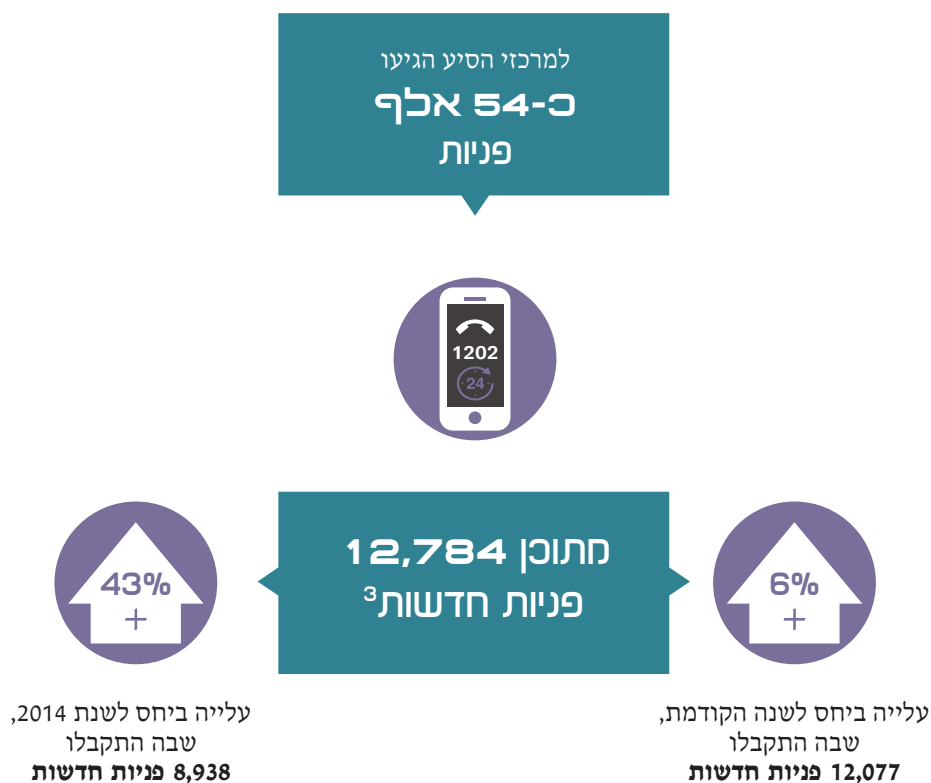 למרכזי הסיע הגיעו
כ-54 אלף
פניות
1202
24
מתוכן 12,784
פניות חדשות³
6%
+
עלייה ביחס לשנה הקודמת,
שבה התקבלו
12,077 פניות חדשות
43%
+
עלייה ביחס לשנת 2014,
שבה התקבלו
8,938 פניות חדשות